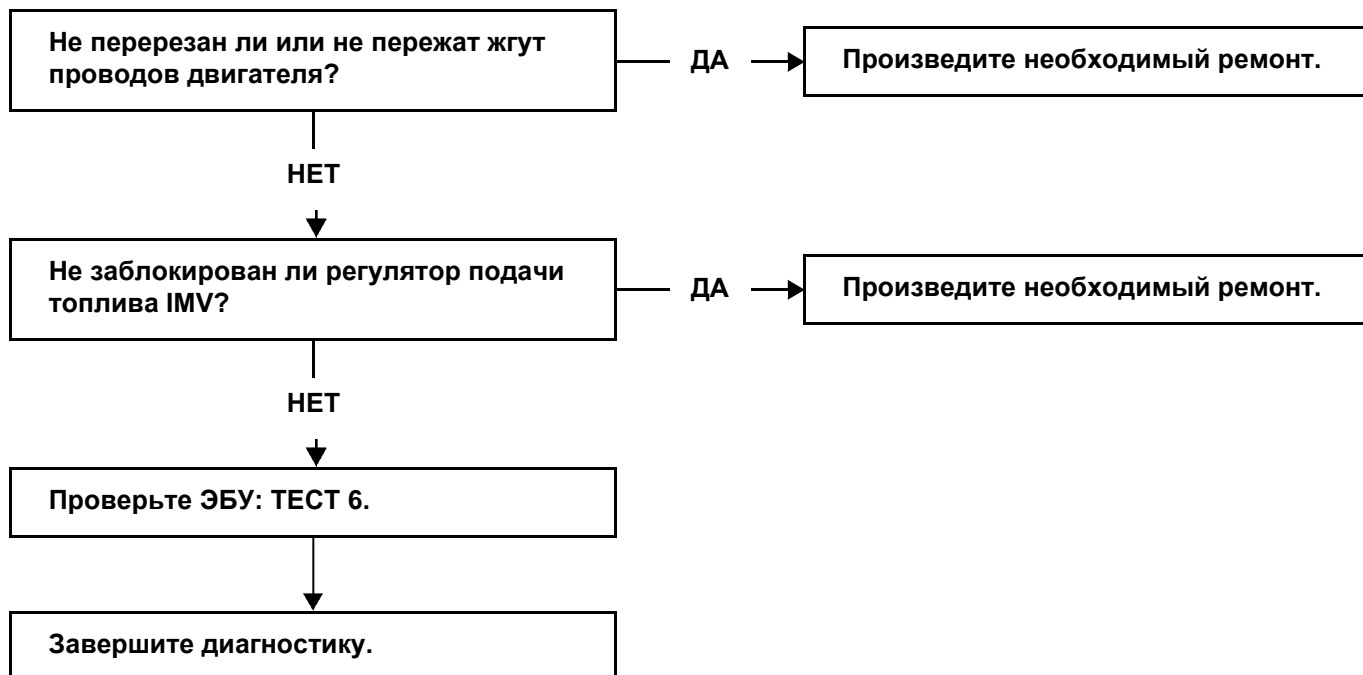 Не перерезан ли или не пережат жгут
проводов двигателя?
ДА
Произведите необходимый ремонт.
НЕТ
Не заблокирован ли регулятор подачи
топлива IMV?
ДА
Произведите необходимый ремонт.
НЕТ
Проверьте ЭБУ: ТЕСТ 6.
Завершите диагностику.